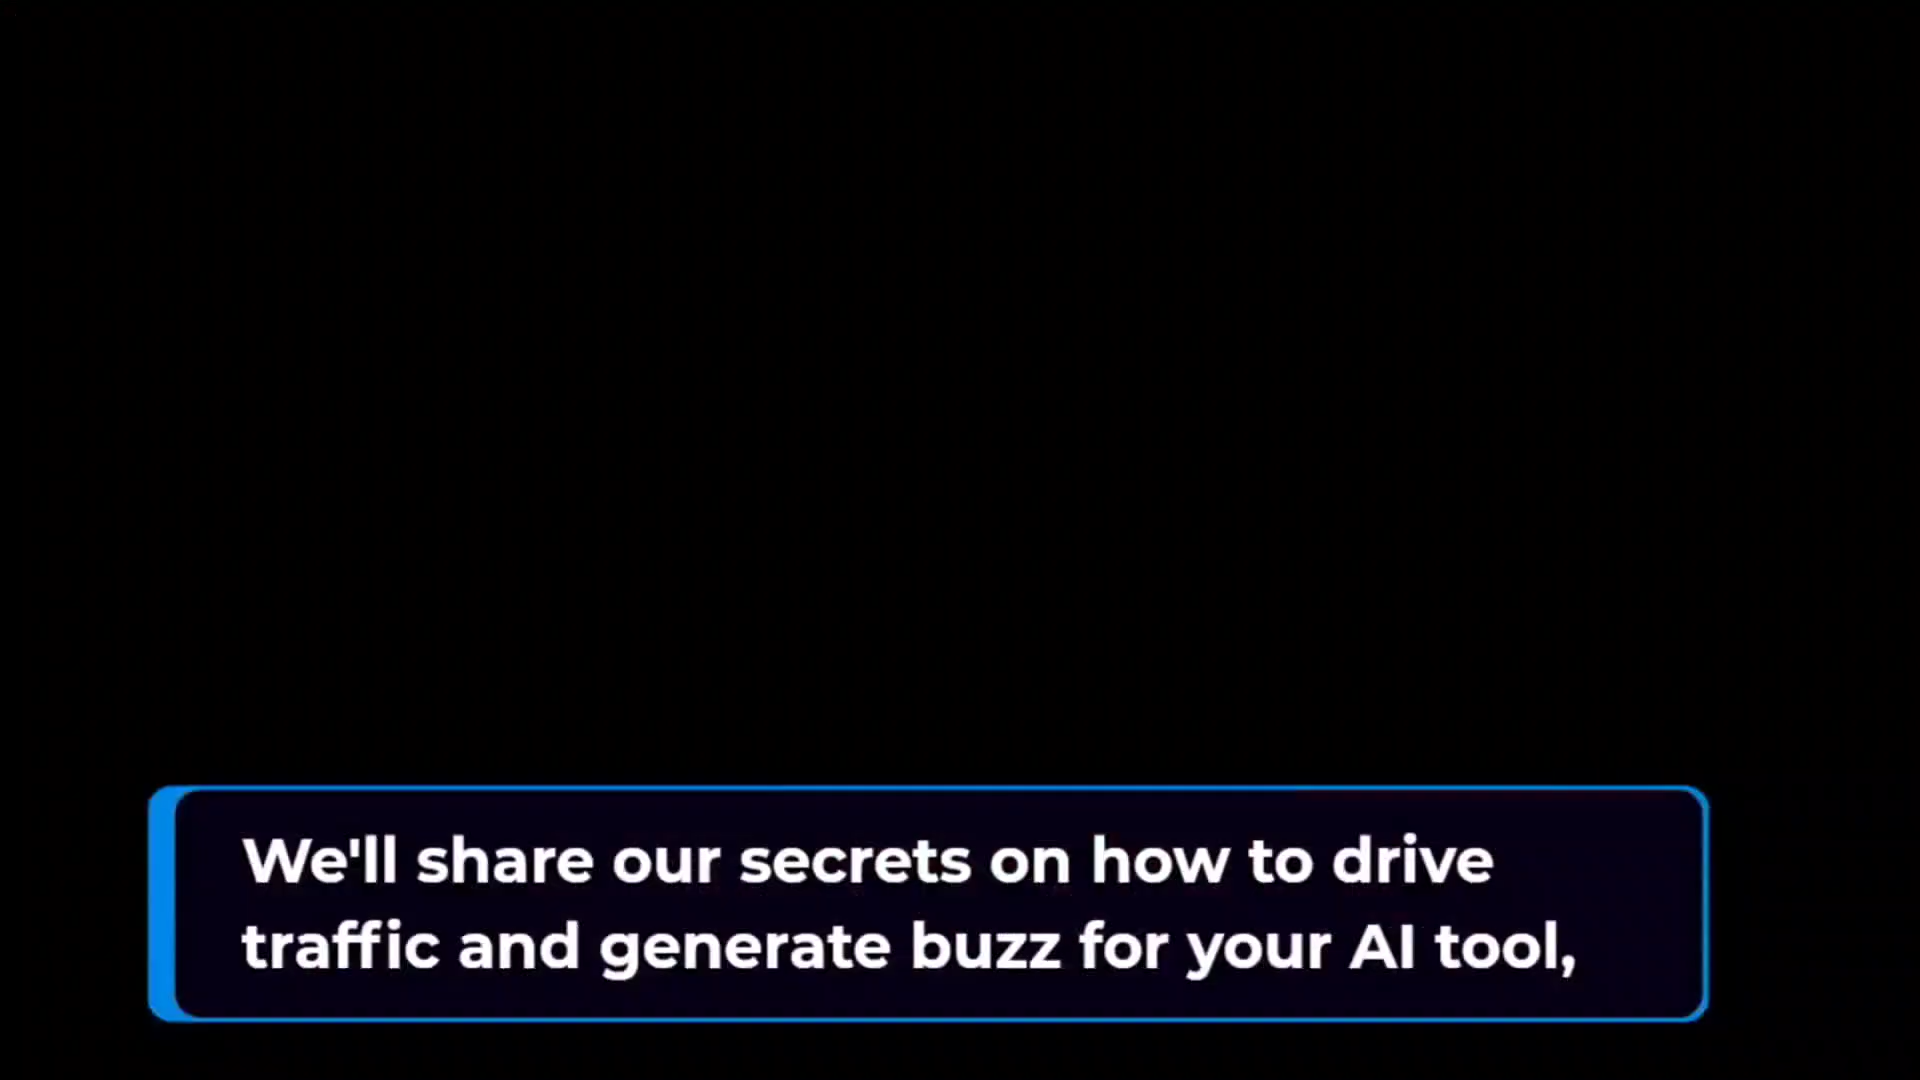 We'll share our secrets on how to drive
traffic and generate buzz for your AI tool,